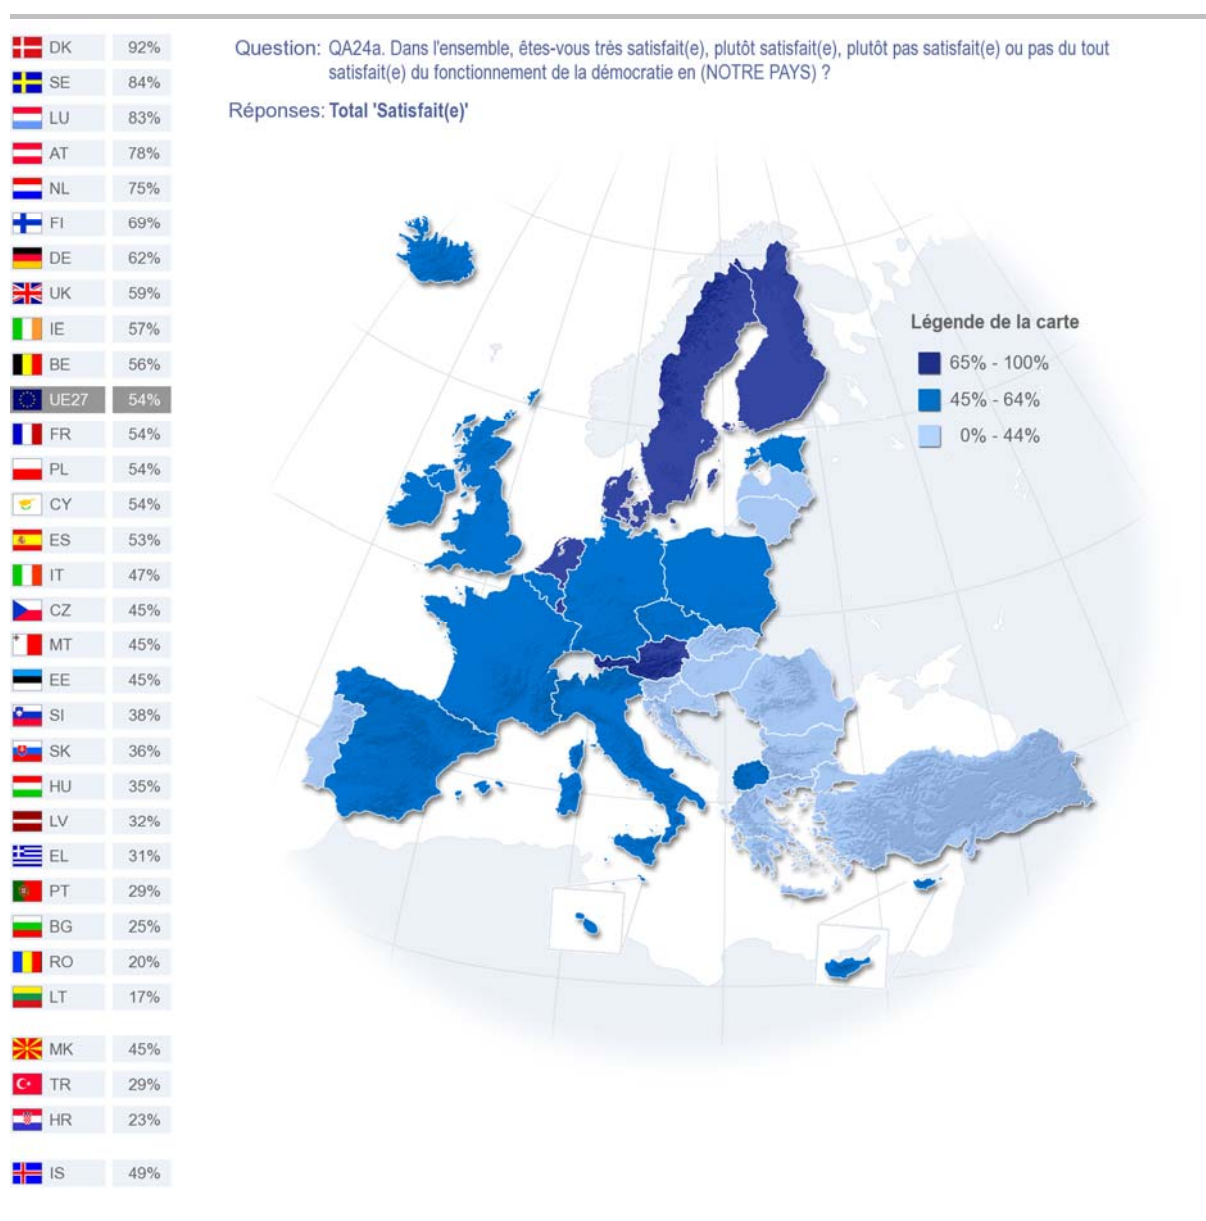 Question: QA24a. Dans l'ensemble, êtes-vous très satisfait(e), plutôt satisfait(e), plutôt pas satisfait(e) ou pas du tout
satisfait(e) du fonctionnement de la démocratie en (NOTRE PAYS) ?
Réponses: Total 'Satisfait(e)'
DK 92%
SE 84%
LU 83%
AT 78%
NL 75%
FI 69%
DE 62%
UK 59%
IE 57%
BE 56%
UE27 54%
FR 54%
PL 54%
CY 54%
ES 53%
IT 47%
CZ 45%
MT 45%
EE 45%
SI 38%
SK 36%
HU 35%
LV 32%
EL 31%
PT 29%
BG 25%
RO 20%
LT 17%
MK 45%
TR 29%
HR 23%
IS 49%
Légende de la carte
65% - 100%
45% - 64%
0% - 44%